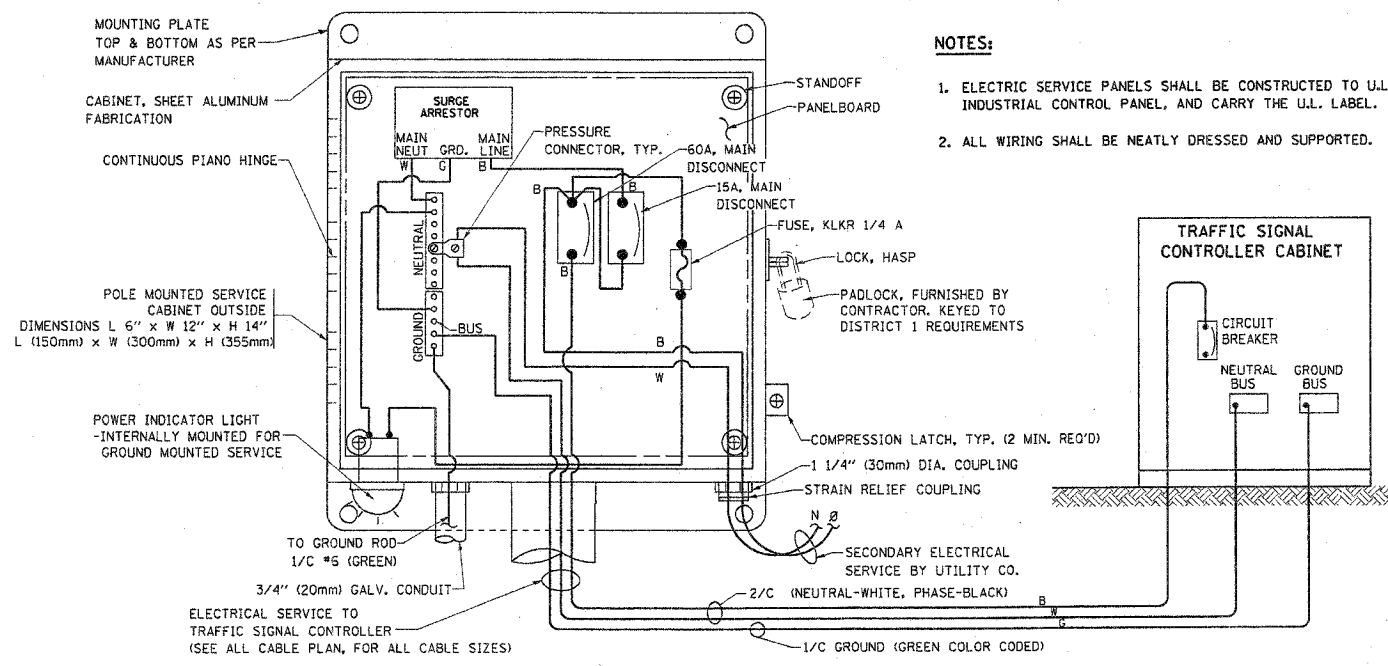 MOUNTING PLATE
TOP & BOTTOM AS PER
MANUFACTURER
CABINET, SHEET ALUMINUM
FABRICATION
CONTINUOUS PIANO HINGE
POLE MOUNTED SERVICE
CABINET OUTSIDE
DIMENSIONS L 6" x W 12" x H 14"
L (150mm) x W (300mm) x H (355mm)
POWER INDICATOR LIGHT
-INTERNALLY MOUNTED FOR
GROUND MOUNTED SERVICE
SURGE
ARRESTOR
MAIN
NEUT
GRD.
MAIN
LINE
W
G
B
NEUTRAL
GROUND
BUS
PRESSURE
CONNECTOR, TYP.
STANDOFF
PANELBOARD
60A, MAIN
DISCONNECT
15A, MAIN
DISCONNECT
B
B
B
FUSE, KLKR 1/4 A
LOCK, HASP
PADLOCK, FURNISHED BY
CONTRACTOR. KEYED TO
DISTRICT 1 REQUIREMENTS
B
W
COMPRESSION LATCH, TYP. (2 MIN. REQ'D)
1 1/4" (30mm) DIA. COUPLING
STRAIN RELIEF COUPLING
N Ø
SECONDARY ELECTRICAL
SERVICE BY UTILITY CO.
TO GROUND ROD
1/C #6 (GREEN)
3/4" (20mm) GALV. CONDUIT
ELECTRICAL SERVICE TO
TRAFFIC SIGNAL CONTROLLER
(SEE ALL CABLE PLAN, FOR ALL CABLE SIZES)
2/C (NEUTRAL-WHITE, PHASE-BLACK)
B
W
G
1/C GROUND (GREEN COLOR CODED)
NOTES:
1. ELECTRIC SERVICE PANELS SHALL BE CONSTRUCTED TO U.L
INDUSTRIAL CONTROL PANEL, AND CARRY THE U.L. LABEL.
2. ALL WIRING SHALL BE NEATLY DRESSED AND SUPPORTED.
TRAFFIC SIGNAL
CONTROLLER CABINET
CIRCUIT
BREAKER
NEUTRAL
BUS
GROUND
BUS